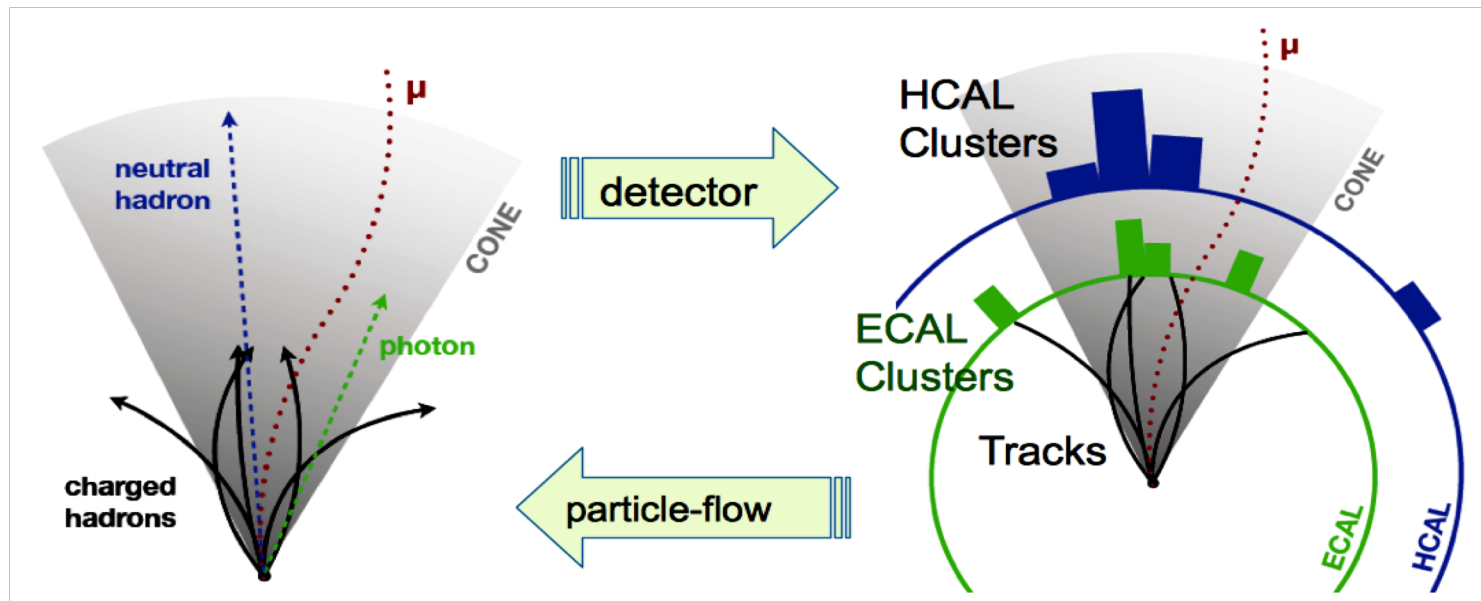 μ
neutral
hadron
CONE
photon
charged
hadrons
detector
particle-flow
μ
HCAL
Clusters
CONE
ECAL
Clusters
Tracks
ECAL
HCAL